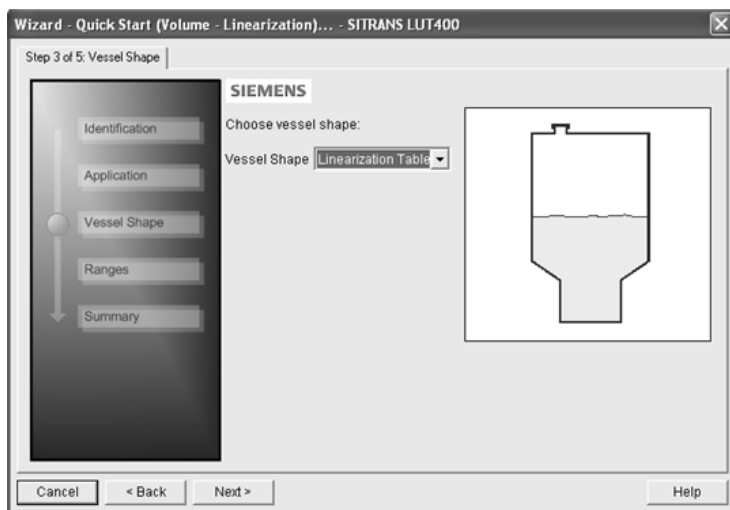 Wizard - Quick Start (Volume - Linearization)... - SITRANS LUT400
Step 3 of 5: Vessel Shape
SIEMENS
Identification
Application
Vessel Shape
Ranges
Summary
Choose vessel shape:
Vessel Shape Linearization Table
Cancel < Back Next > Help